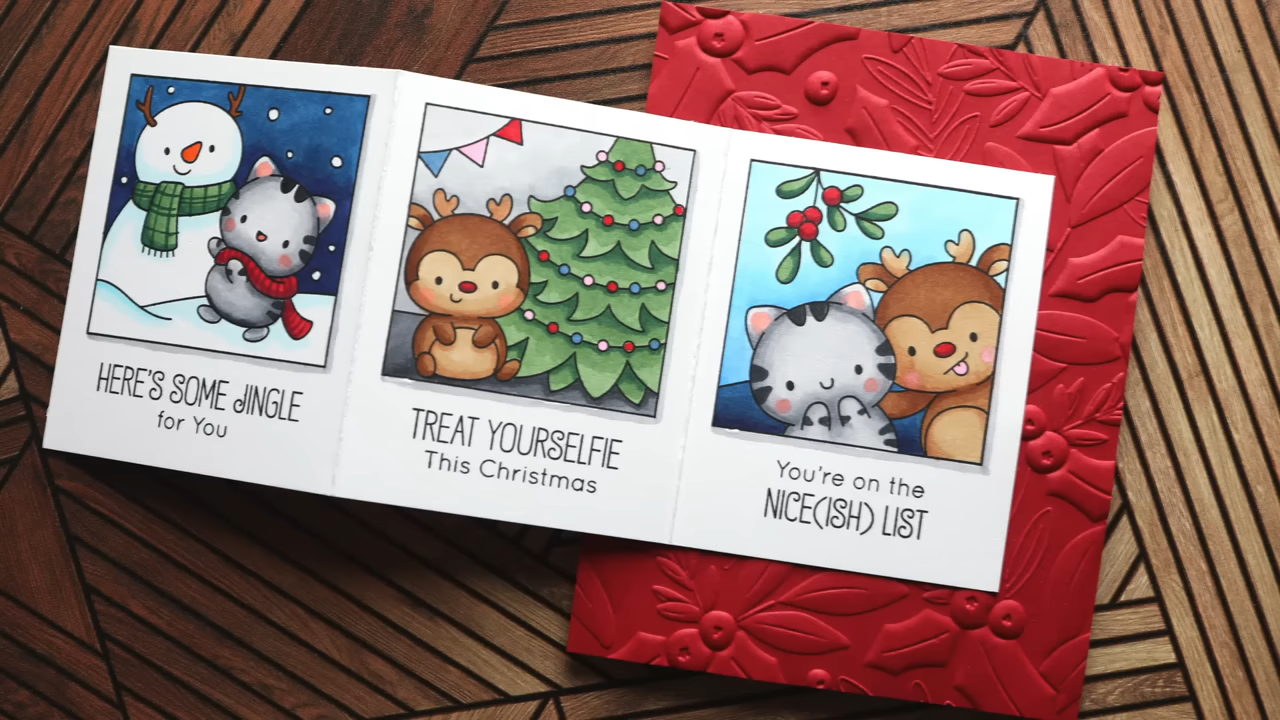 HERE'S SOME JINGLE
for You
TREAT YOURSELFIE
This Christmas
You're on the
NICE(ISH) LIST